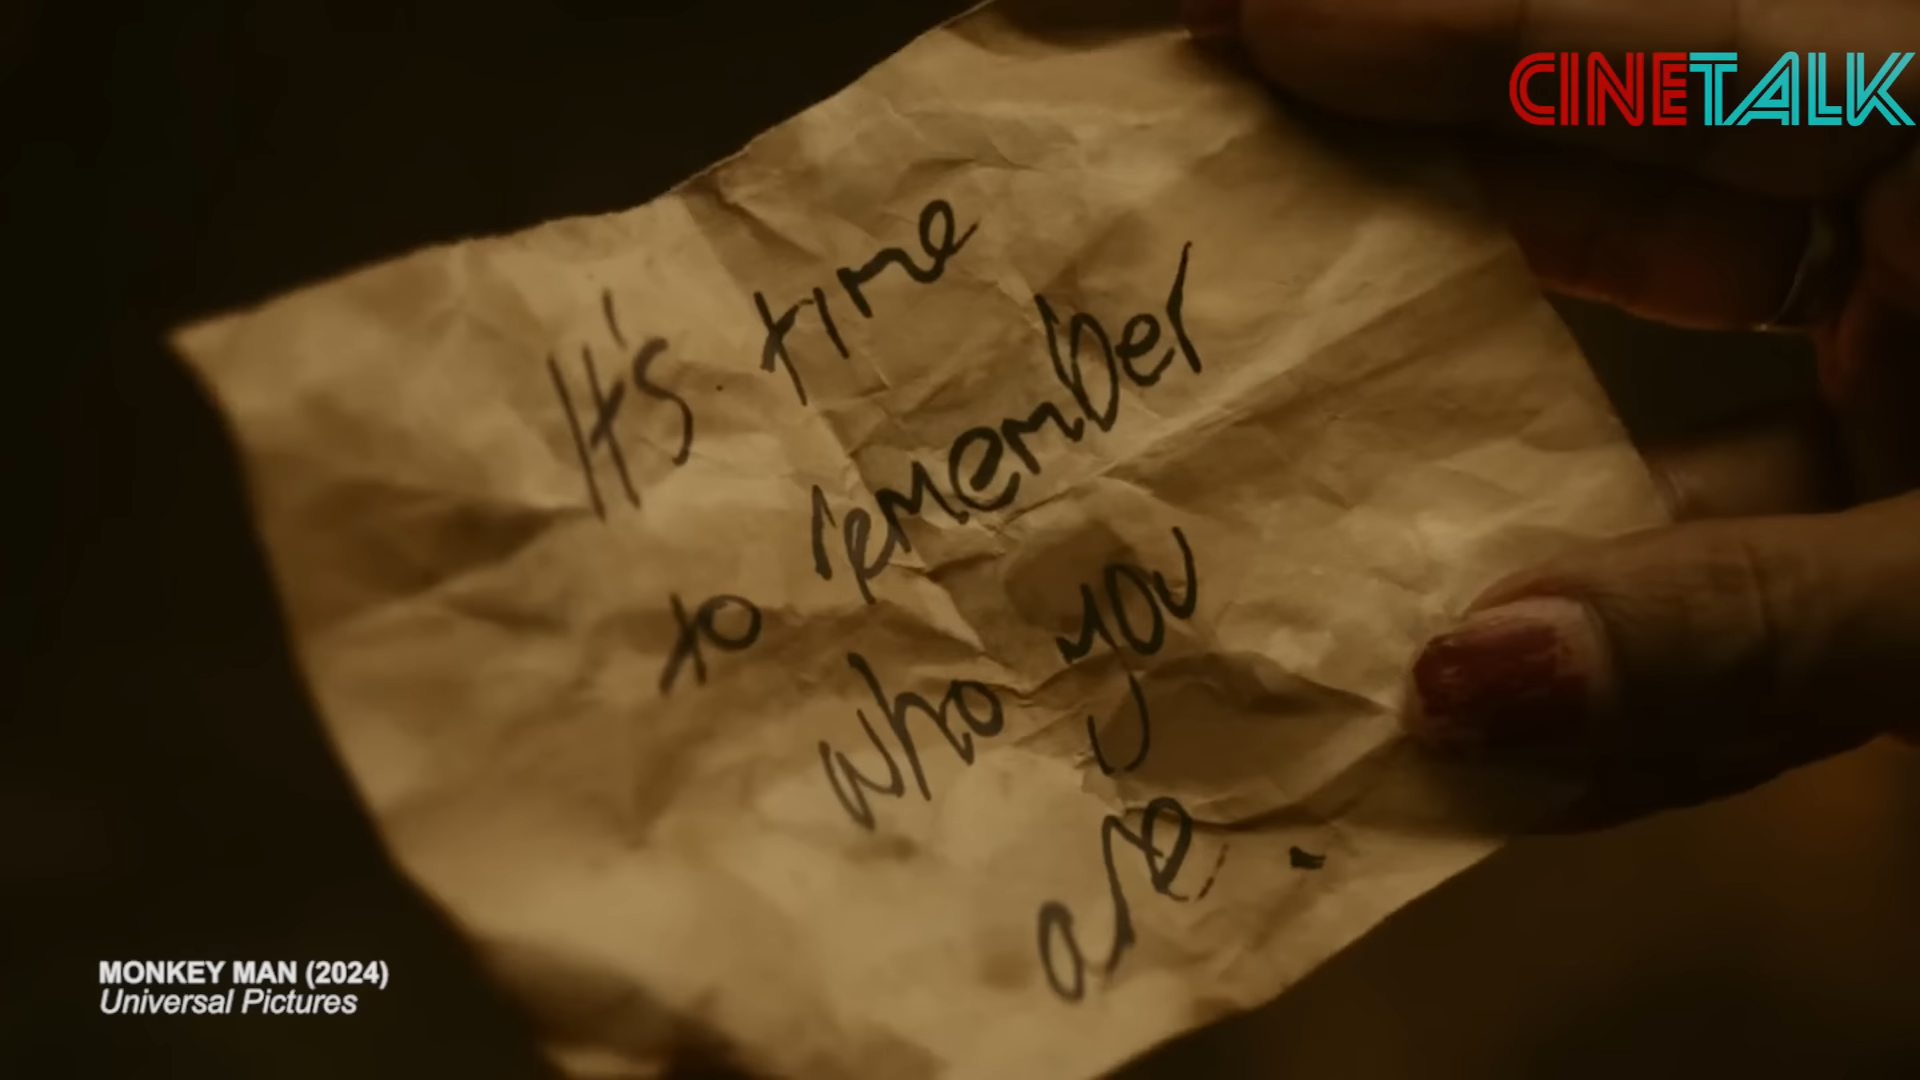 CINETALK
It's time
to remember
who you
are.
MONKEY MAN (2024)
Universal Pictures